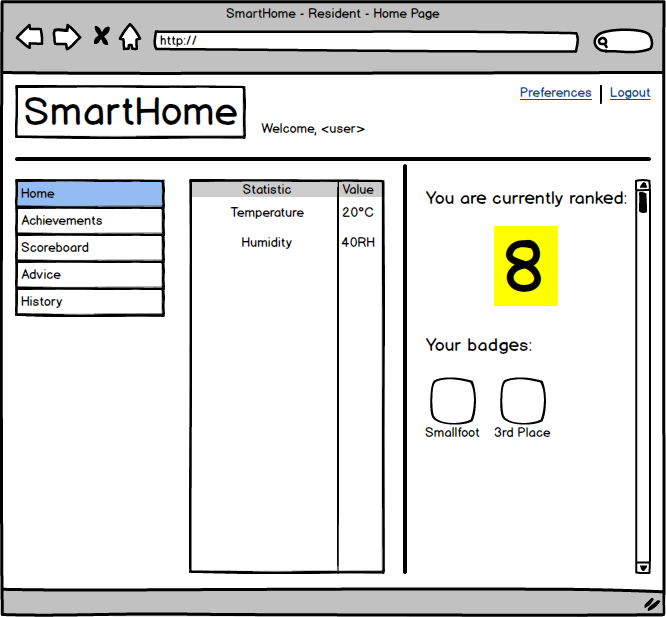 SmartHome - Resident - Home Page
http://
Preferences
Logout
SmartHome
Welcome, <user>
Home
Achievements
Scoreboard
Advice
History
Statistic Value
Temperature 20°C
Humidity 40RH
You are currently ranked:
8
Your badges:
Smallfoot
3rd Place